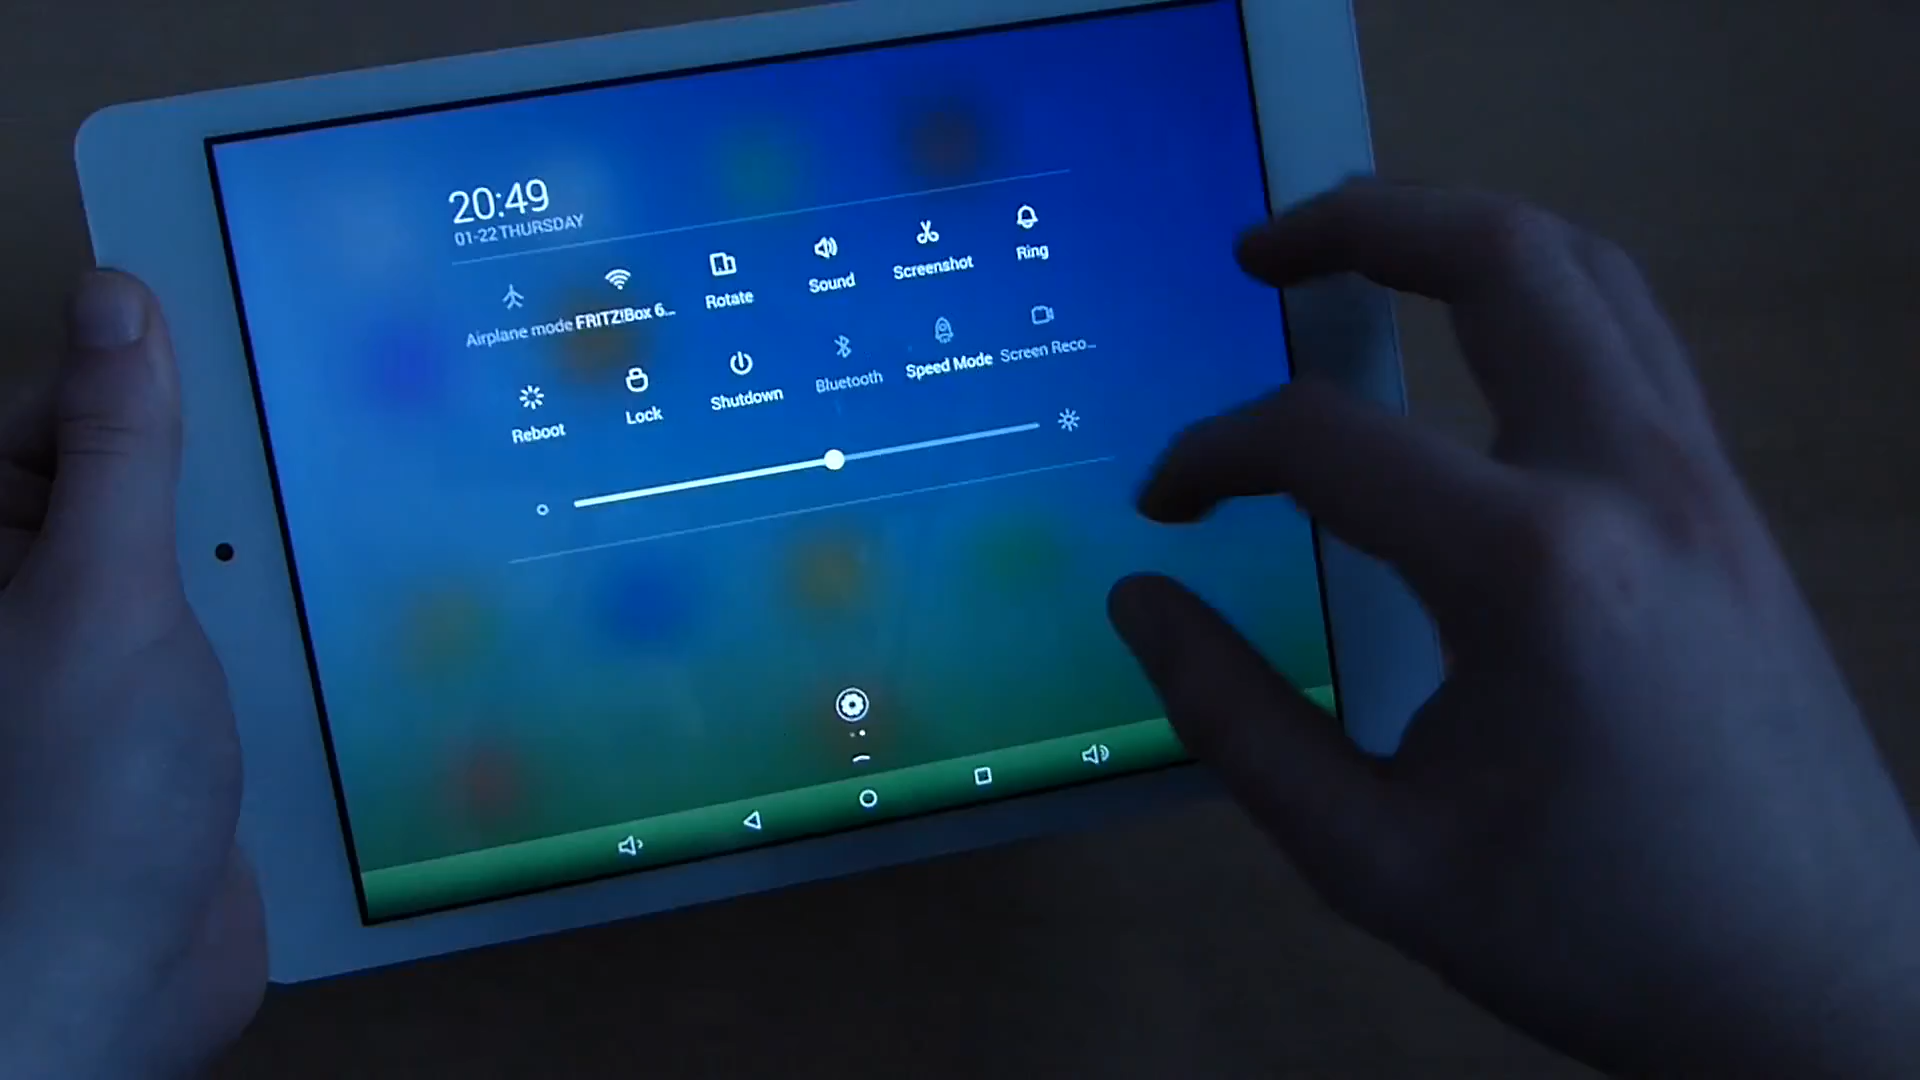 20:49
01-22 THURSDAY
Airplane mode
FRITZ!Box 6...
Rotate
Sound
Screenshot
Ring
Reboot
Lock
Shutdown
Bluetooth
Speed Mode
Screen Reco...